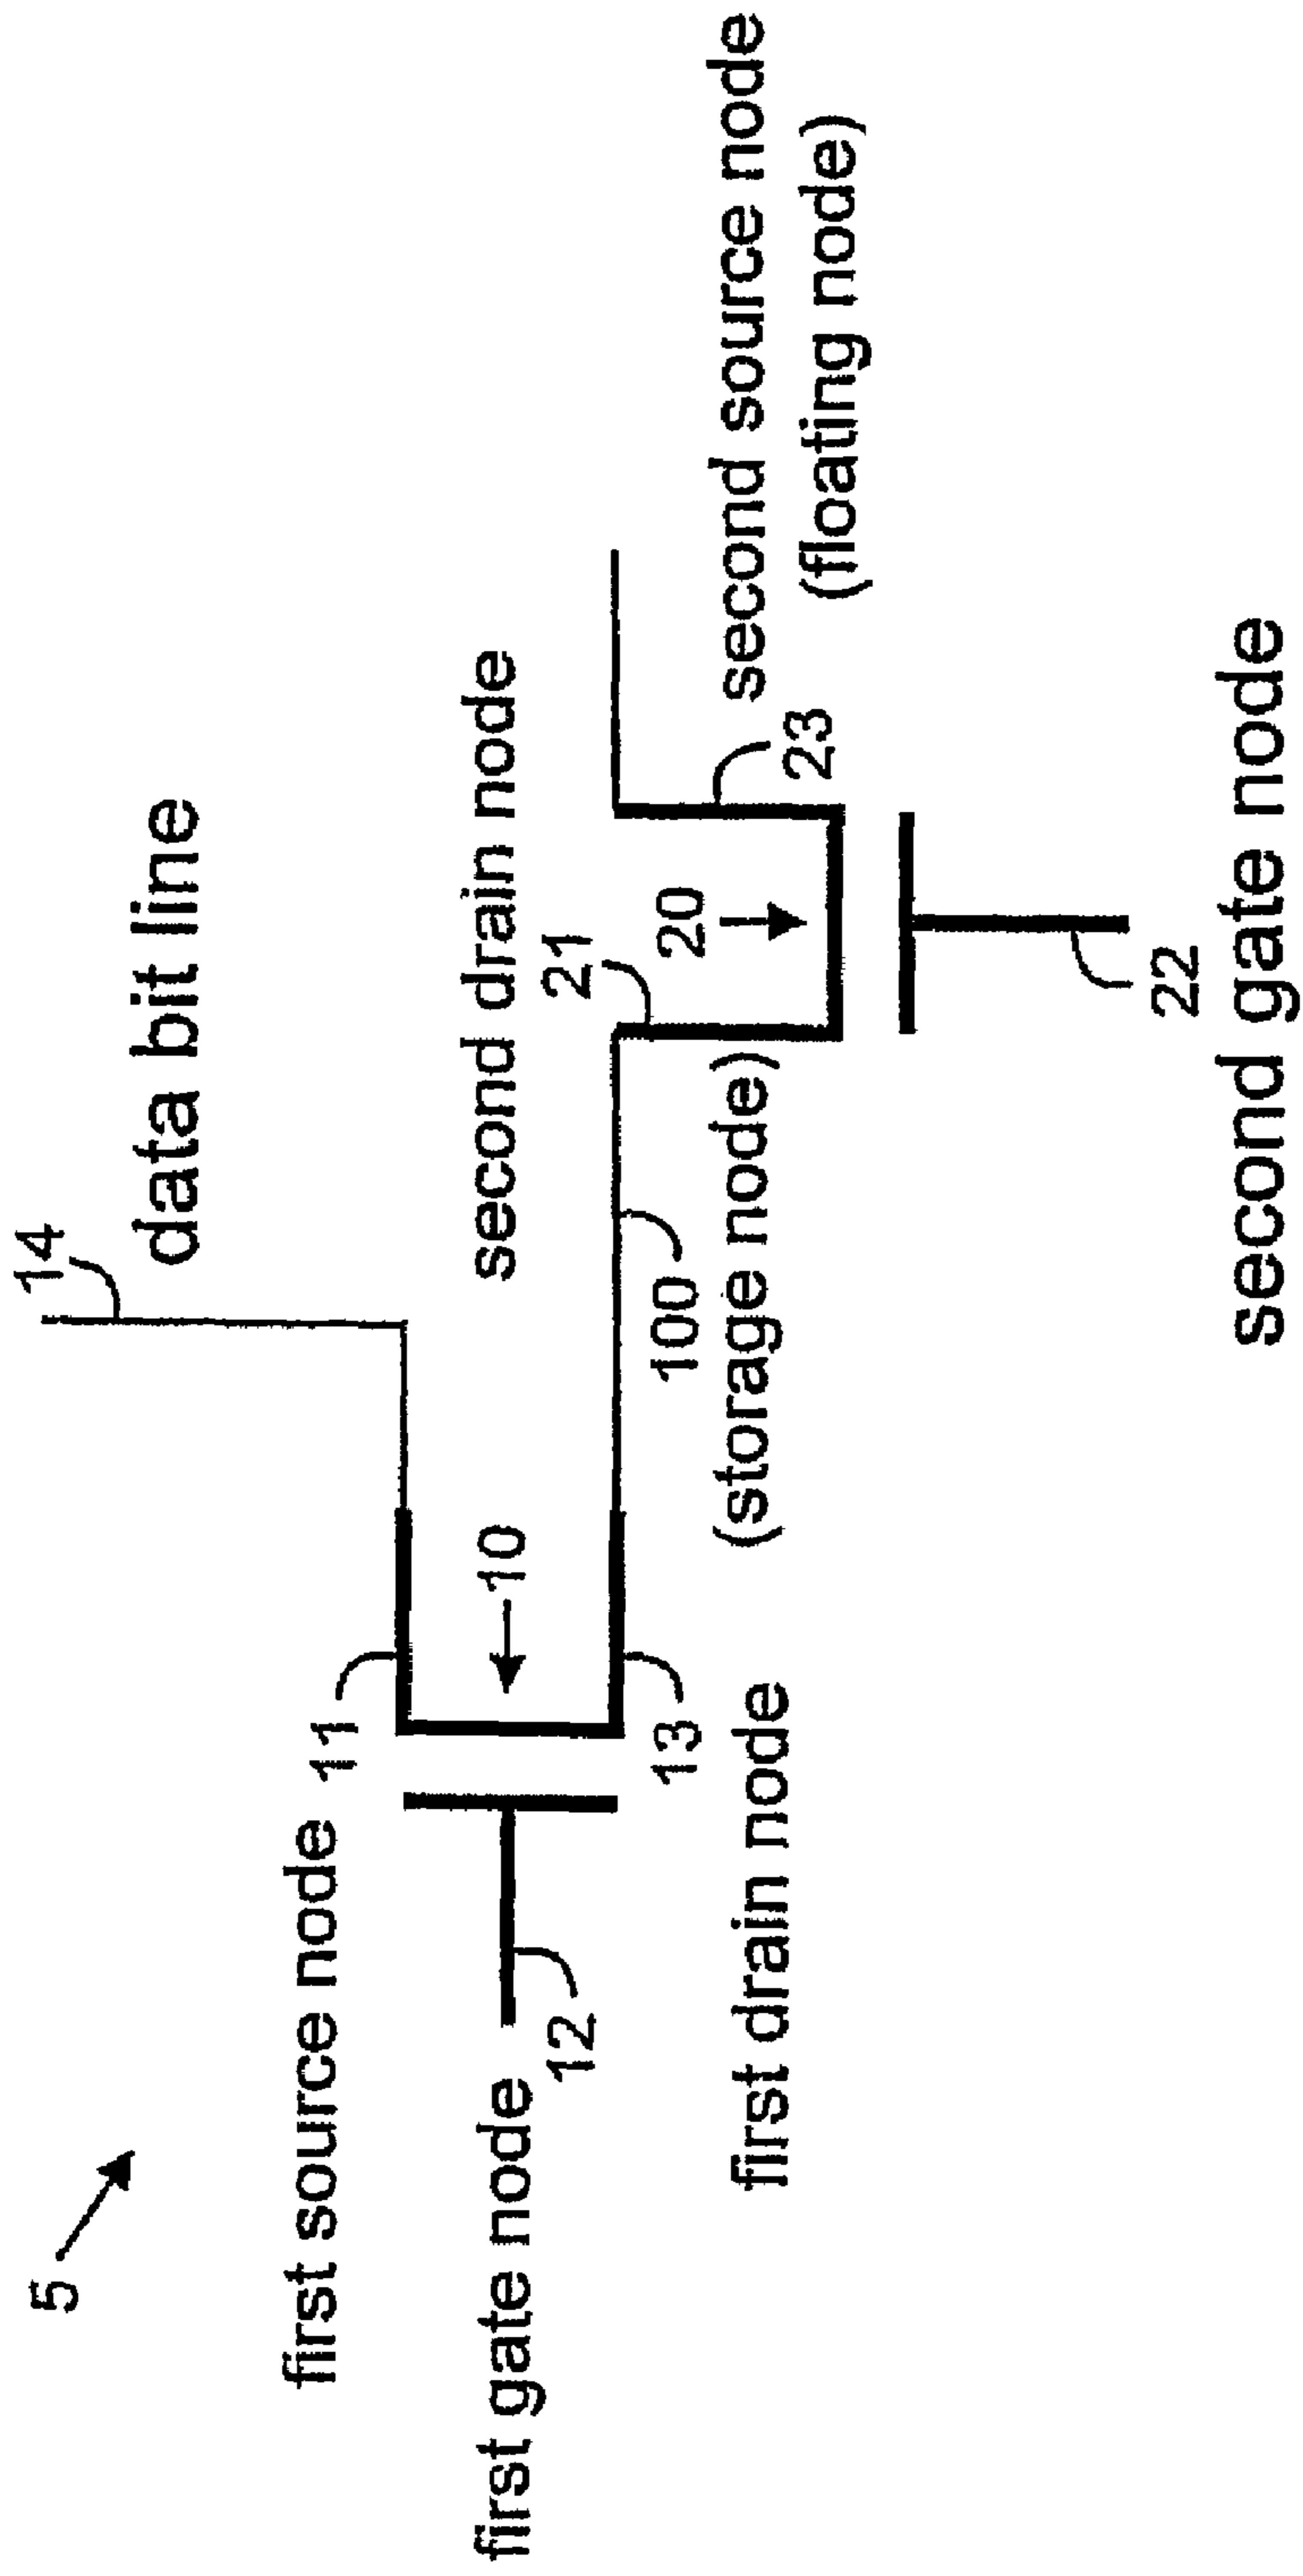 5
14
data bit line
first source node
11
second drain node
first gate node
12
10
21
20
second source node
(floating node)
23
first drain node
13
100
(storage node)
22
second gate node